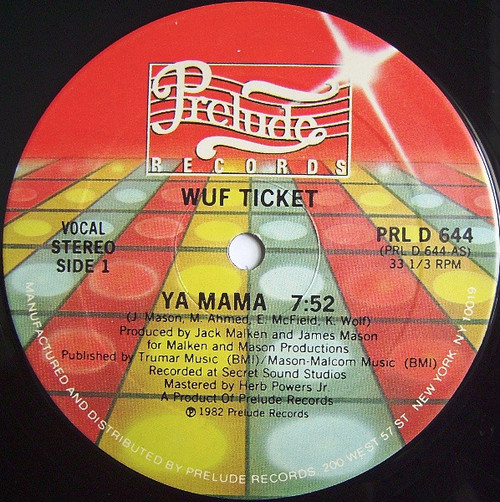 Prelude
RECORDS
WUF TICKET
VOCAL
STEREO
SIDE 1
PRL D 644
(PRL D 644-AS)
33 1/3 RPM
YA MAMA 7:52
(J. Mason, M. Ahmed, E. McField, K. Wolf)
Produced by Jack Malken and James Mason
for Malken and Mason Productions
Published by Trumar Music (BMI)/Mason-Malcom Music (BMI)
Recorded at Secret Sound Studios
Mastered by Herb Powers Jr.
A Product Of Prelude Records
℗ 1982 Prelude Records
MANUFACTURED AND DISTRIBUTED BY PRELUDE RECORDS, 200 WEST 57 ST NEW YORK, NY 10019